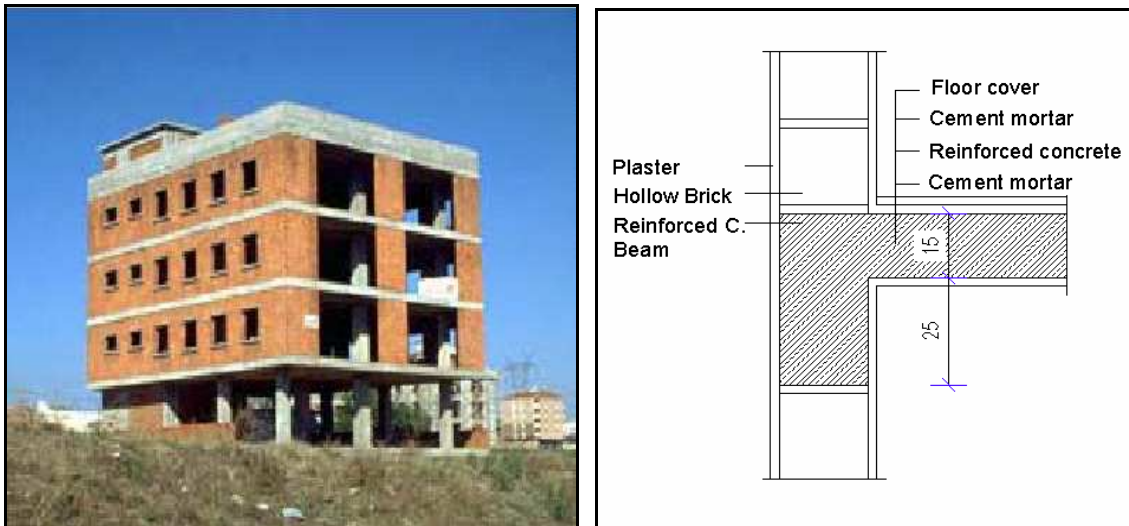 Floor cover
Cement mortar
Reinforced concrete
Cement mortar
Plaster
Hollow Brick
Reinforced C.
Beam
15
25